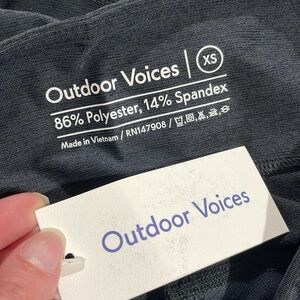 Outdoor Voices | XS
86% Polyester, 14% Spandex
Made in Vietnam / RN147908 /
Outdoor Voices